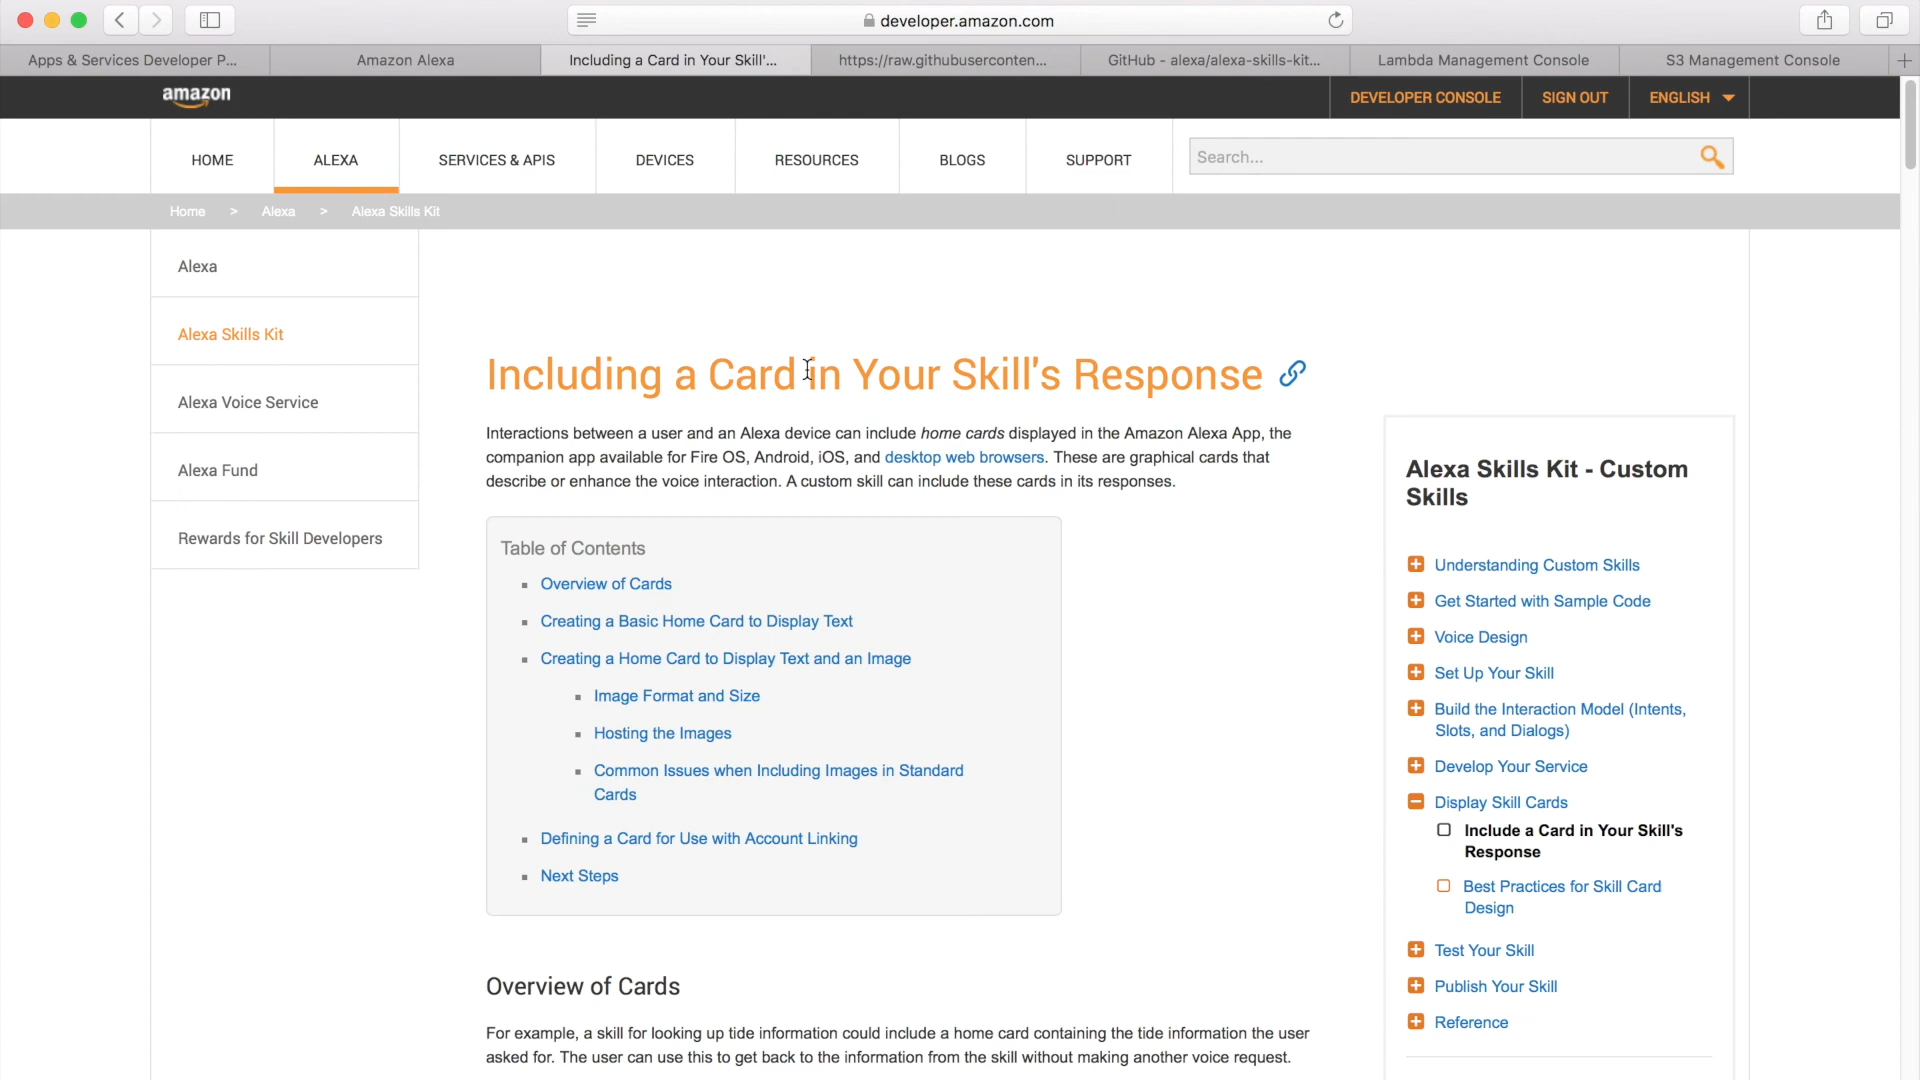 developer.amazon.com
Apps & Services Developer P...
Amazon Alexa
Including a Card in Your Skill'...
https://raw.githubuserconten...
GitHub - alexa/alexa-skills-kit...
Lambda Management Console
S3 Management Console
amazon
DEVELOPER CONSOLE
SIGN OUT
ENGLISH
HOME
ALEXA
SERVICES & APIS
DEVICES
RESOURCES
BLOGS
SUPPORT
Search...
Home > Alexa > Alexa Skills Kit
Alexa
Alexa Skills Kit
Alexa Voice Service
Alexa Fund
Rewards for Skill Developers
Including a Card in Your Skill's Response
Interactions between a user and an Alexa device can include home cards displayed in the Amazon Alexa App, the
companion app available for Fire OS, Android, iOS, and desktop web browsers. These are graphical cards that
describe or enhance the voice interaction. A custom skill can include these cards in its responses.
Table of Contents
Overview of Cards
Creating a Basic Home Card to Display Text
Creating a Home Card to Display Text and an Image
Image Format and Size
Hosting the Images
Common Issues when Including Images in Standard
Cards
Defining a Card for Use with Account Linking
Next Steps
Overview of Cards
For example, a skill for looking up tide information could include a home card containing the tide information the user
asked for. The user can use this to get back to the information from the skill without making another voice request.
Alexa Skills Kit - Custom
Skills
Understanding Custom Skills
Get Started with Sample Code
Voice Design
Set Up Your Skill
Build the Interaction Model (Intents,
Slots, and Dialogs)
Develop Your Service
Display Skill Cards
Include a Card in Your Skill's
Response
Best Practices for Skill Card
Design
Test Your Skill
Publish Your Skill
Reference